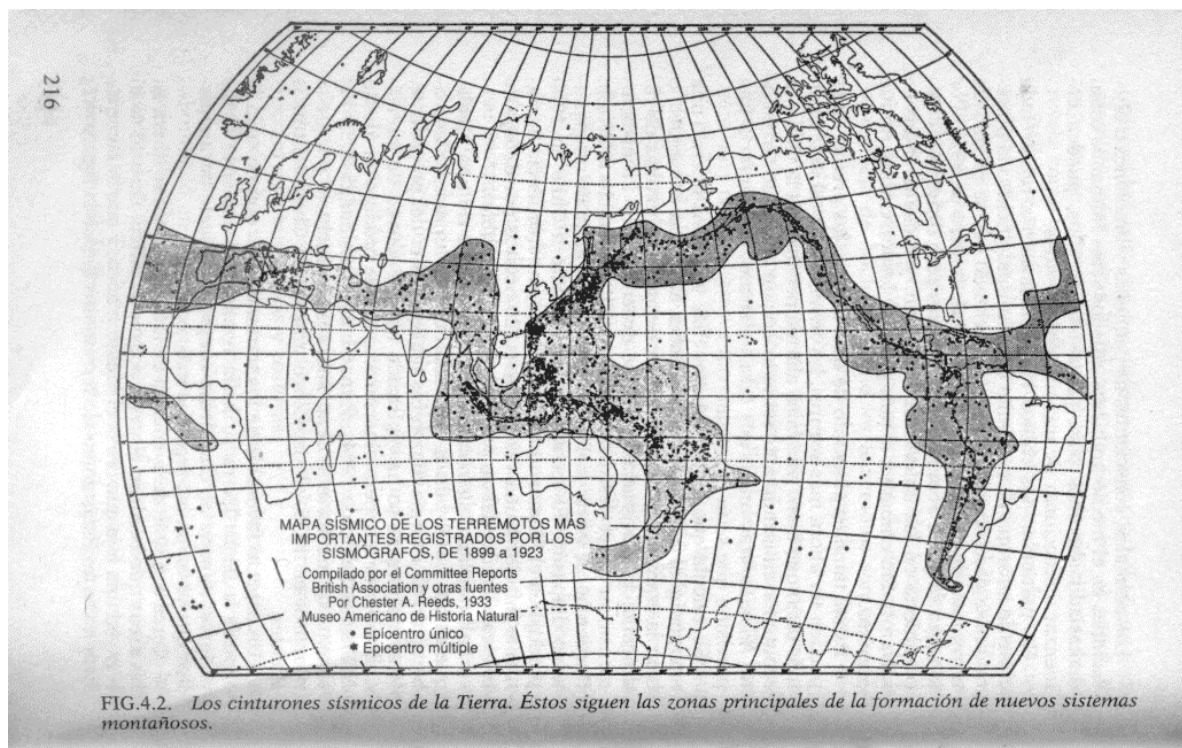 216
MAPA SÍSMICO DE LOS TERREMOTOS MÁS
IMPORTANTES REGISTRADOS POR LOS
SISMÓGRAFOS, DE 1899 a 1923
Compilado por el Committee Reports
British Association y otras fuentes
Por Chester A. Reeds, 1933
Museo Americano de Historia Natural
• Epicentro único
✱ Epicentro múltiple
FIG.4.2. Los cinturones sísmicos de la Tierra. Éstos siguen las zonas principales de la formación de nuevos sistemas
montañosos.